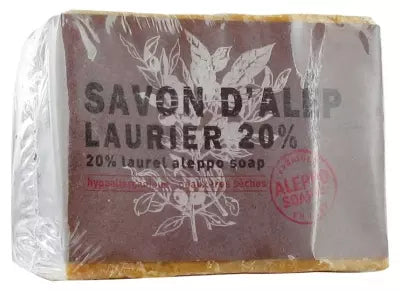 SAVON D'ALEP
LAURIER 20%
20% laurel aleppo soap
ALEPPO
SOAP